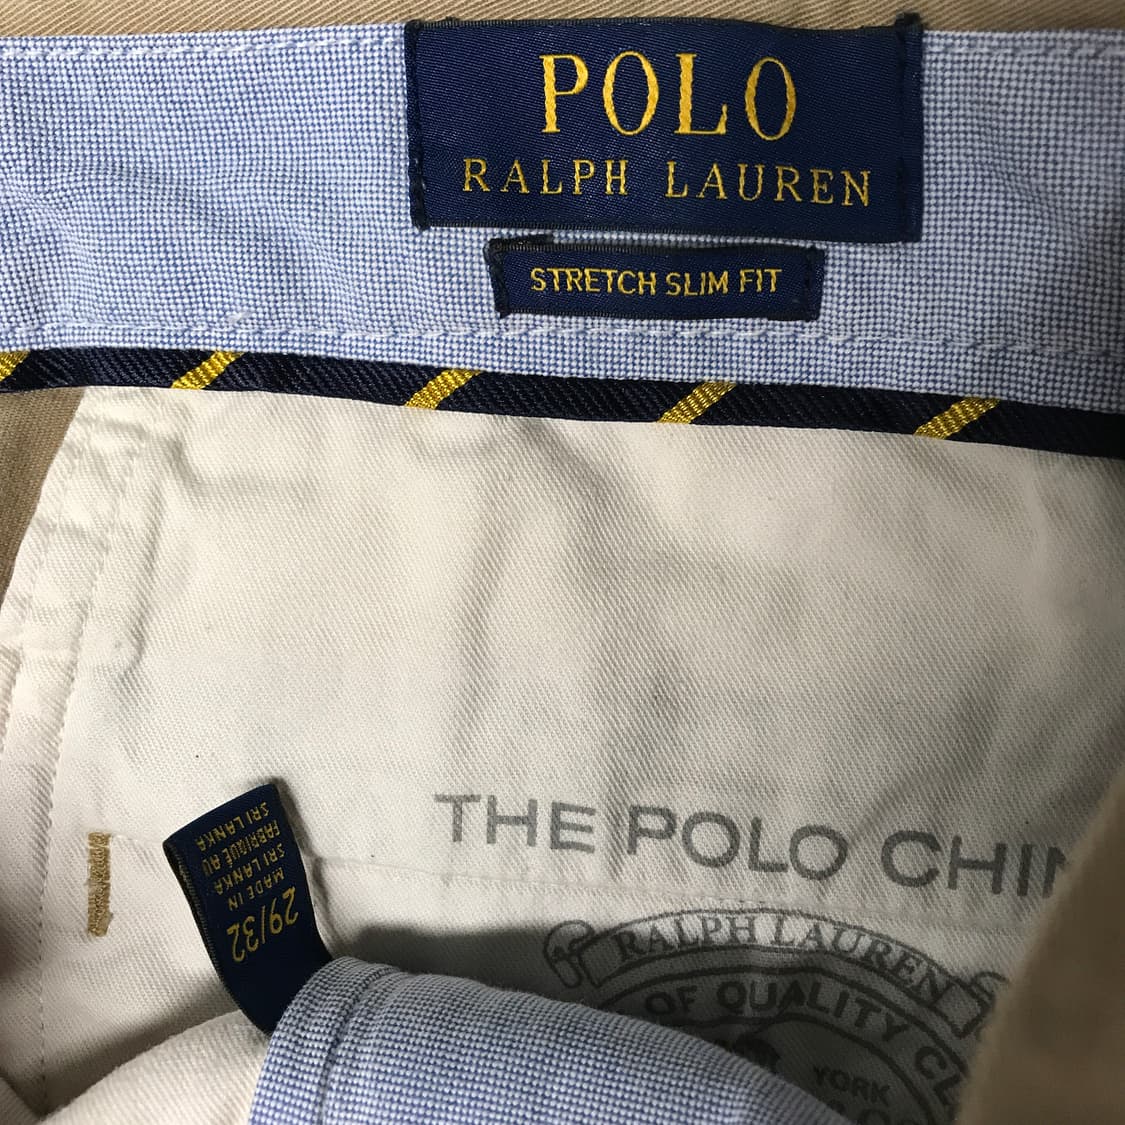 POLO
RALPH LAUREN
STRETCH SLIM FIT
THE POLO CHIN
RALPH LAUREN
OF QUALITY CL
YORK
29/32
MADE IN
SRI LANKA
FABRIQUÉ AU
SRI LANKA